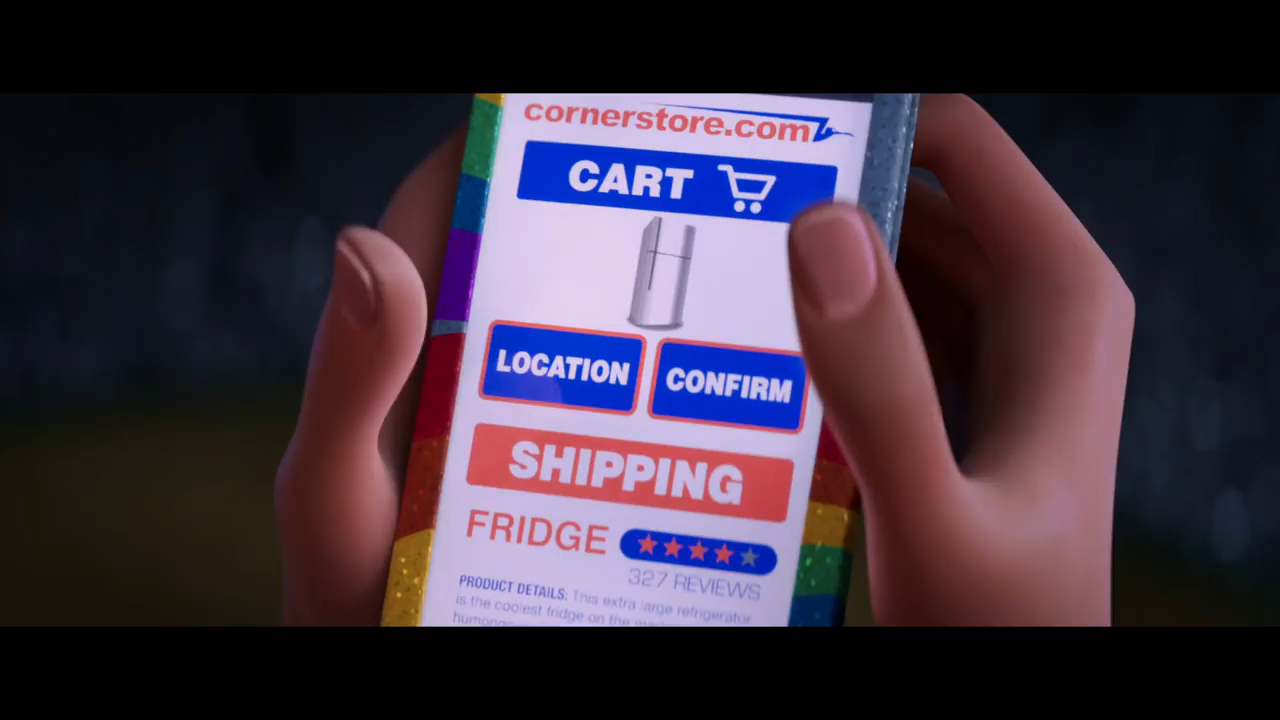 cornerstore.com
CART
LOCATION CONFIRM
SHIPPING
FRIDGE
327 REVIEWS
PRODUCT DETAILS: This extra large refrigerator
is the coolest fridge on the